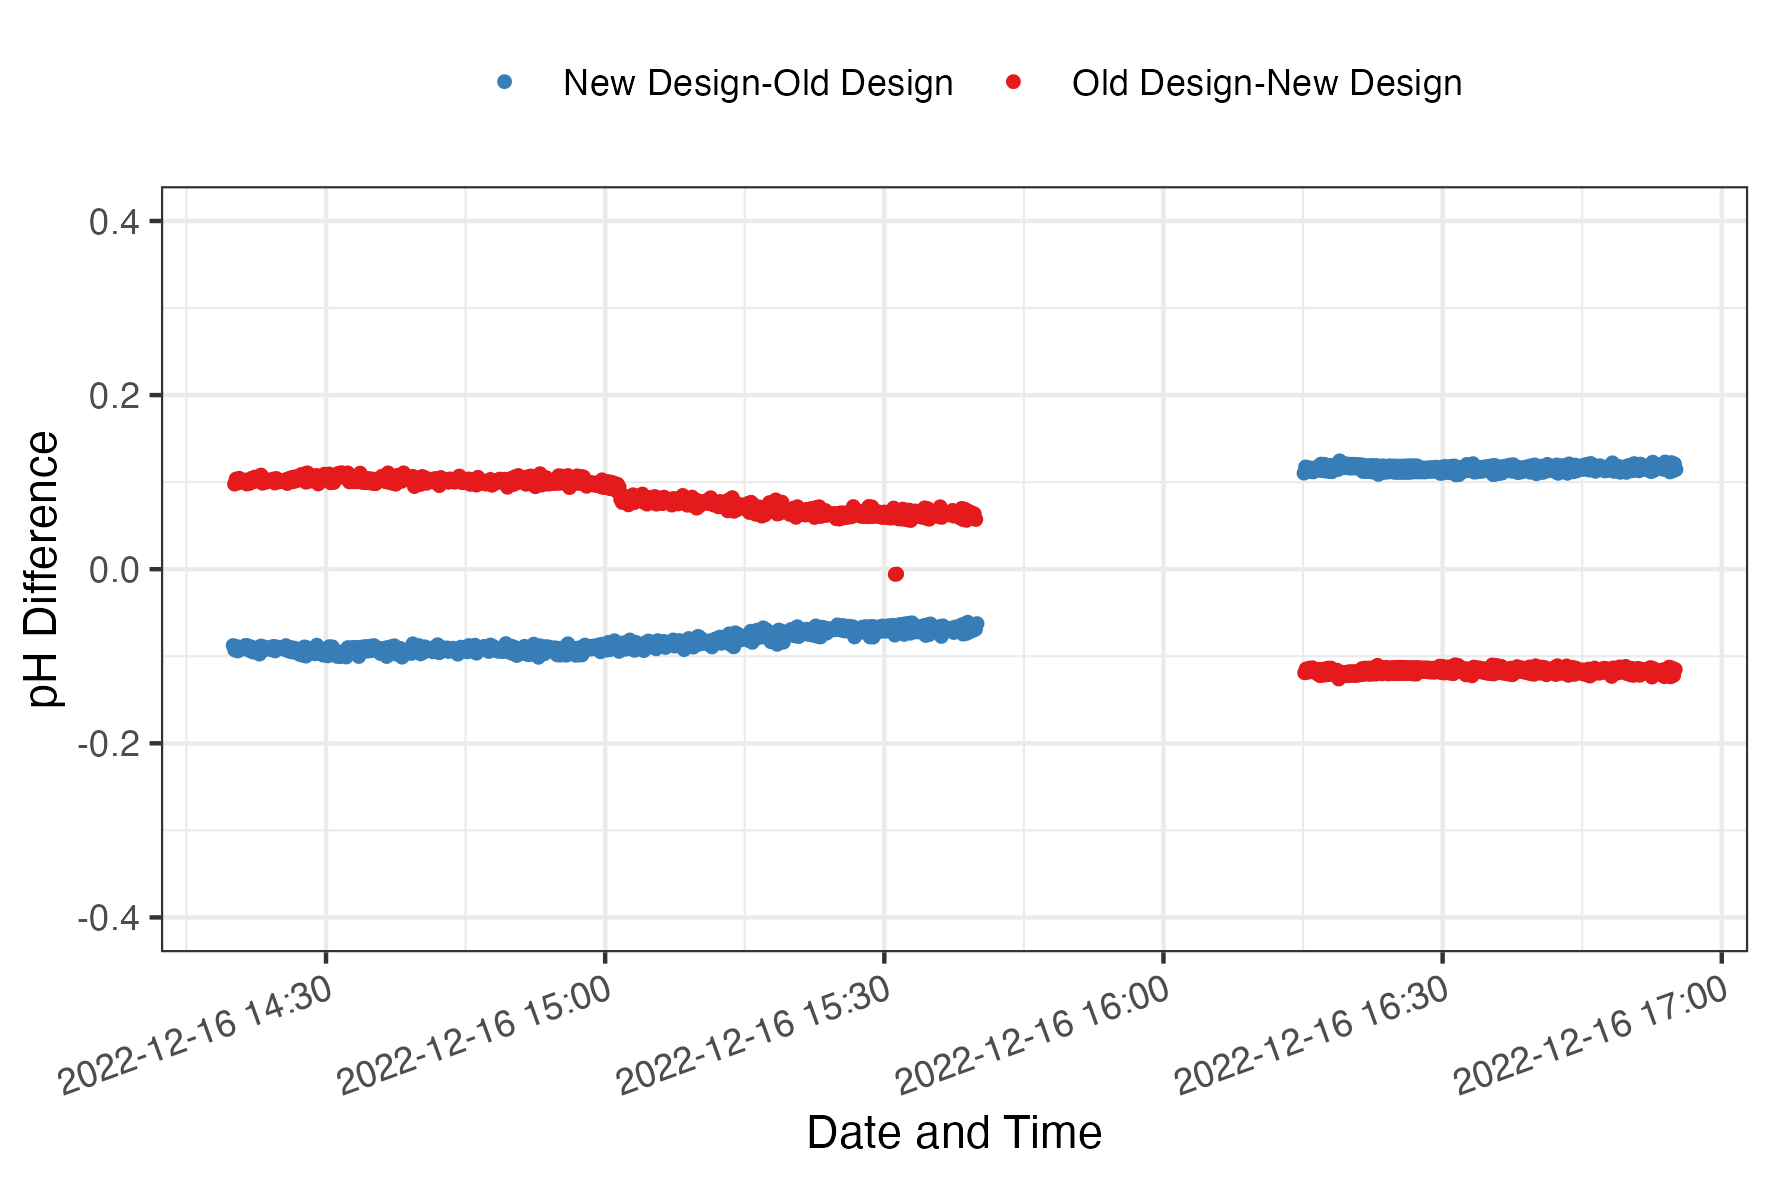 New Design-Old Design
Old Design-New Design
pH Difference
0.4
0.2
0.0
-0.2
-0.4
2022-12-16 14:30
2022-12-16 15:00
2022-12-16 15:30
2022-12-16 16:00
2022-12-16 16:30
2022-12-16 17:00
Date and Time